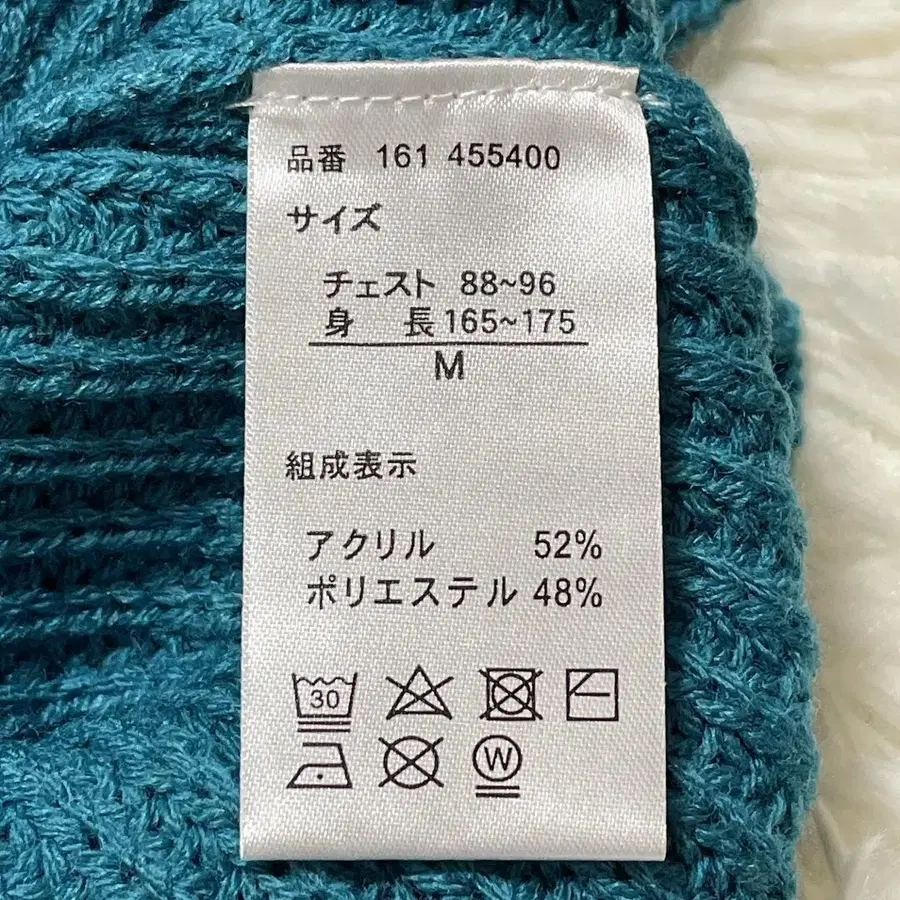 品番 161 455400
サイズ
チェスト 88~96
身長 165~175
M
組成表示
アクリル 52%
ポリエステル 48%
30
W